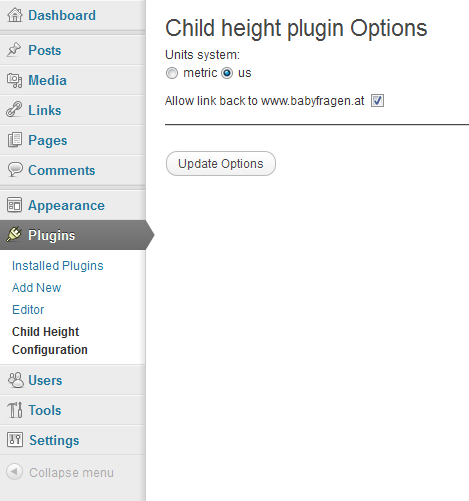 Dashboard
Posts
Media
Links
Pages
Comments
Appearance
Plugins
Installed Plugins
Add New
Editor
Child Height
Configuration
Users
Tools
Settings
Collapse menu
Child height plugin Options
Units system:
metric us
Allow link back to www.babyfragen.at
Update Options